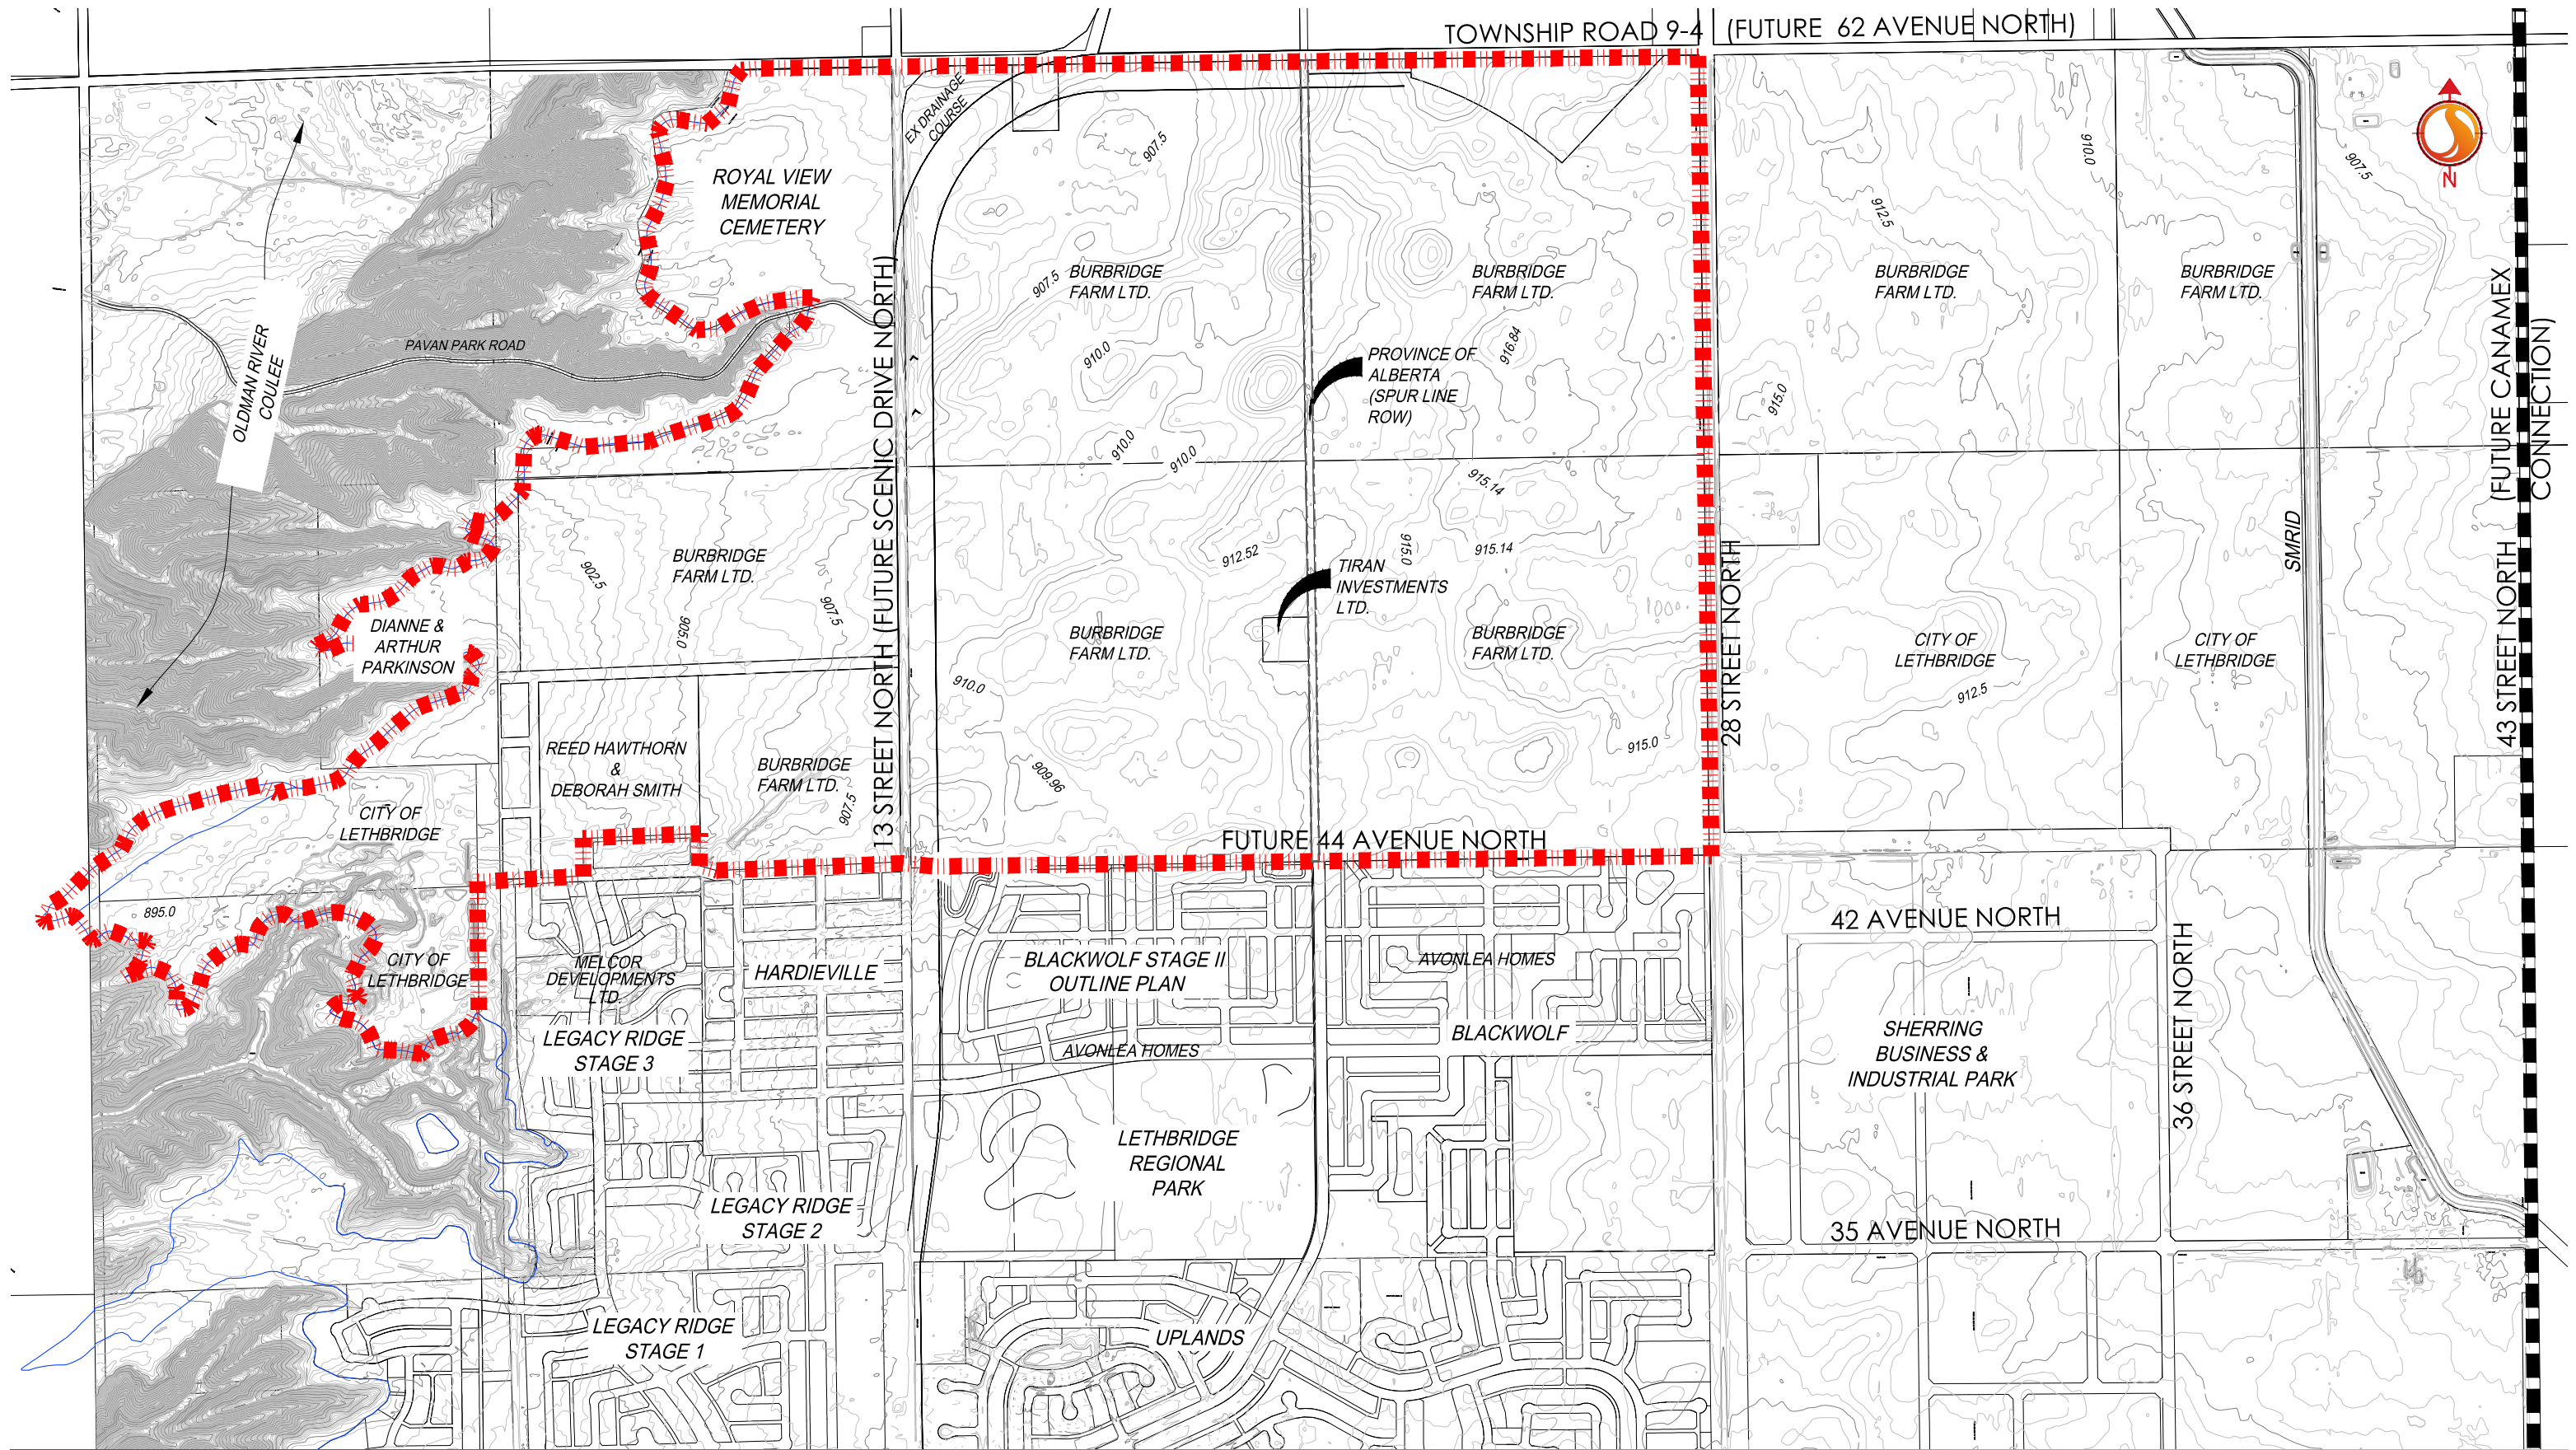 TOWNSHIP ROAD 9-4 (FUTURE 62 AVENUE NORTH)
EX DRAINAGE
COURSE
907.5
910.0
907.5
N
ROYAL VIEW
MEMORIAL
CEMETERY
912.5
BURBRIDGE
FARM LTD.
BURBRIDGE
FARM LTD.
BURBRIDGE
FARM LTD.
BURBRIDGE
FARM LTD.
907.5
OLDMAN RIVER
COULEE
PAVAN PARK ROAD
910.0
PROVINCE OF
ALBERTA
(SPUR LINE
ROW)
916.84
915.0
910.0
910.0
915.14
13 STREET NORTH (FUTURE SCENIC DRIVE NORTH)
28 STREET NORTH
SMRID
43 STREET NORTH (FUTURE CANAMEX
CONNECTION)
BURBRIDGE
FARM LTD.
902.5
905.0
907.5
912.52
915.0
915.14
TIRAN
INVESTMENTS
LTD.
DIANNE &
ARTHUR
PARKINSON
BURBRIDGE
FARM LTD.
BURBRIDGE
FARM LTD.
CITY OF
LETHBRIDGE
CITY OF
LETHBRIDGE
910.0
912.5
915.0
REED HAWTHORN
&
DEBORAH SMITH
BURBRIDGE
FARM LTD.
907.5
909.96
CITY OF
LETHBRIDGE
FUTURE 44 AVENUE NORTH
895.0
42 AVENUE NORTH
36 STREET NORTH
CITY OF
LETHBRIDGE
MELCOR
DEVELOPMENTS
LTD.
HARDIEVILLE
BLACKWOLF STAGE II
OUTLINE PLAN
AVONLEA HOMES
LEGACY RIDGE
STAGE 3
AVONLEA HOMES
BLACKWOLF
SHERRING
BUSINESS &
INDUSTRIAL PARK
LETHBRIDGE
REGIONAL
PARK
LEGACY RIDGE
STAGE 2
35 AVENUE NORTH
LEGACY RIDGE
STAGE 1
UPLANDS